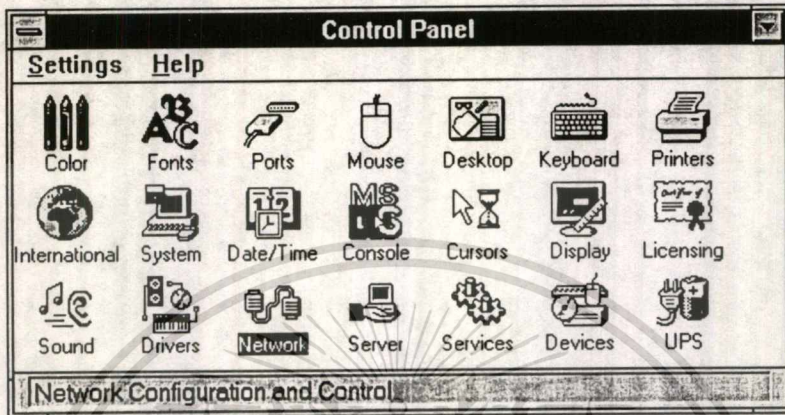 Control Panel
Settings Help
Color Fonts Ports Mouse Desktop Keyboard Printers
International System Date/Time Console Cursors Display Licensing
Sound Drivers Network Server Services Devices UPS
Network Configuration and Control